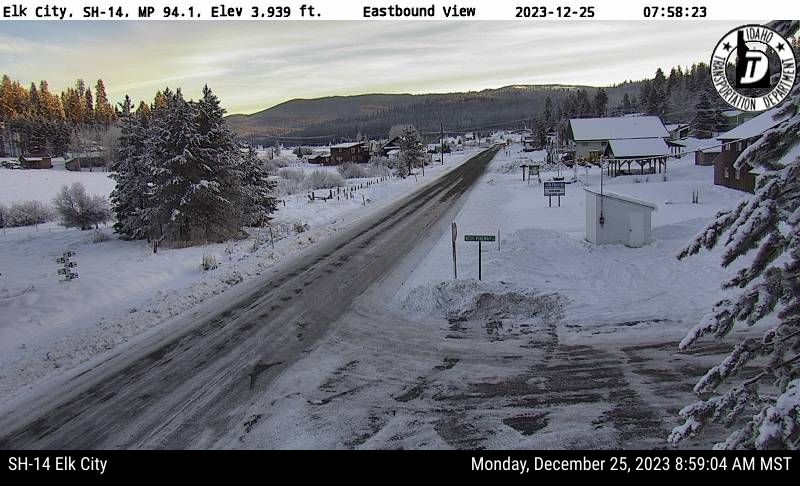 Elk City, SH-14, MP 94.1, Elev 3,939 ft. Eastbound View 2023-12-25 07:58:23
IDAHO
TRANSPORTATION DEPARTMENT
SH-14 Elk City
Monday, December 25, 2023 8:59:04 AM MST